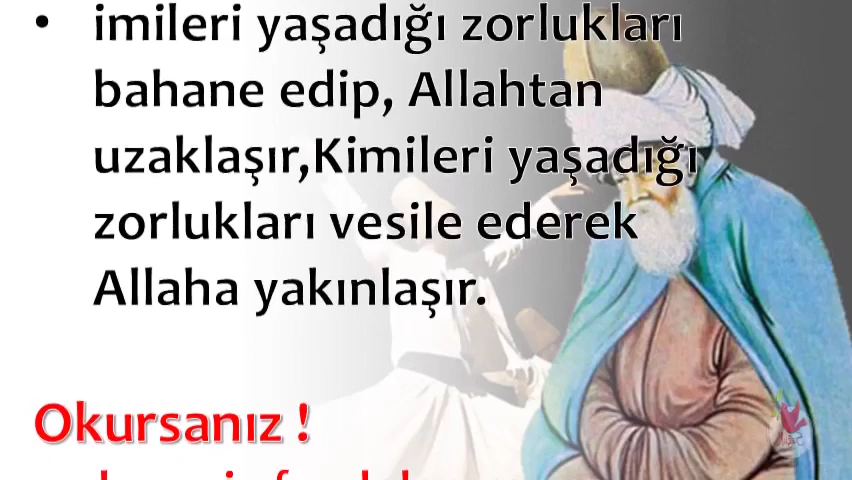 • imileri yaşadığı zorlukları
bahane edip, Allahtan
uzaklaşır,Kimileri yaşadığı
zorlukları vesile ederek
Allaha yakınlaşır.
Okursanız !